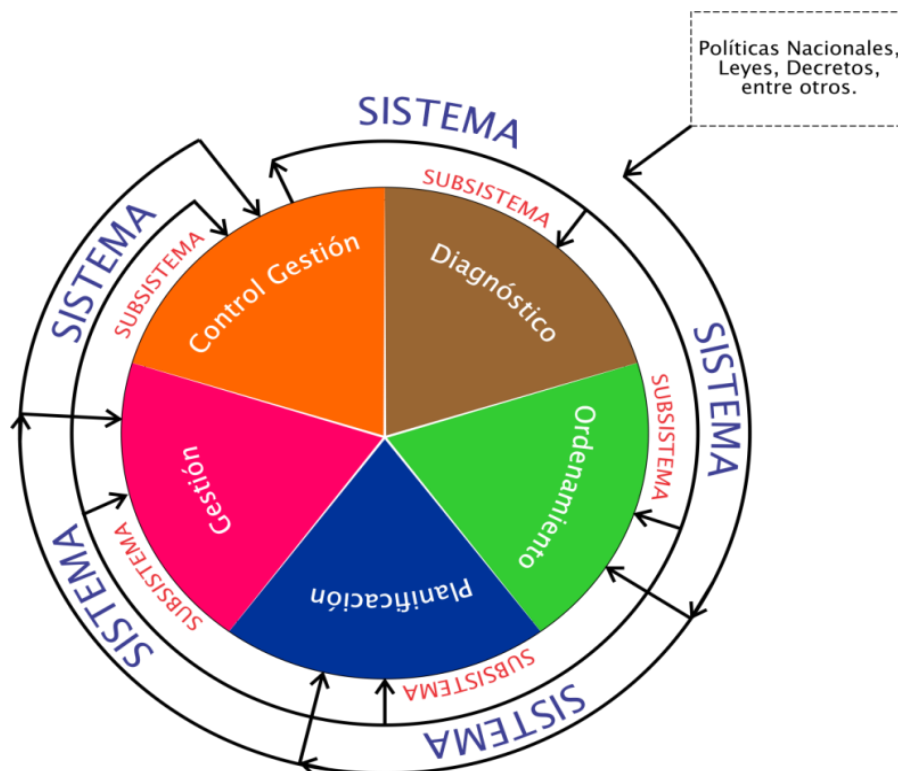 Políticas Nacionales,
Leyes, Decretos,
entre otros.
SISTEMA
SUBSISTEMA
Diagnóstico
SISTEMA
SUBSISTEMA
Ordenamiento
SISTEMA
SUBSISTEMA
Planificación
SISTEMA
SUBSISTEMA
Gestión
SISTEMA
SUBSISTEMA
Control Gestión